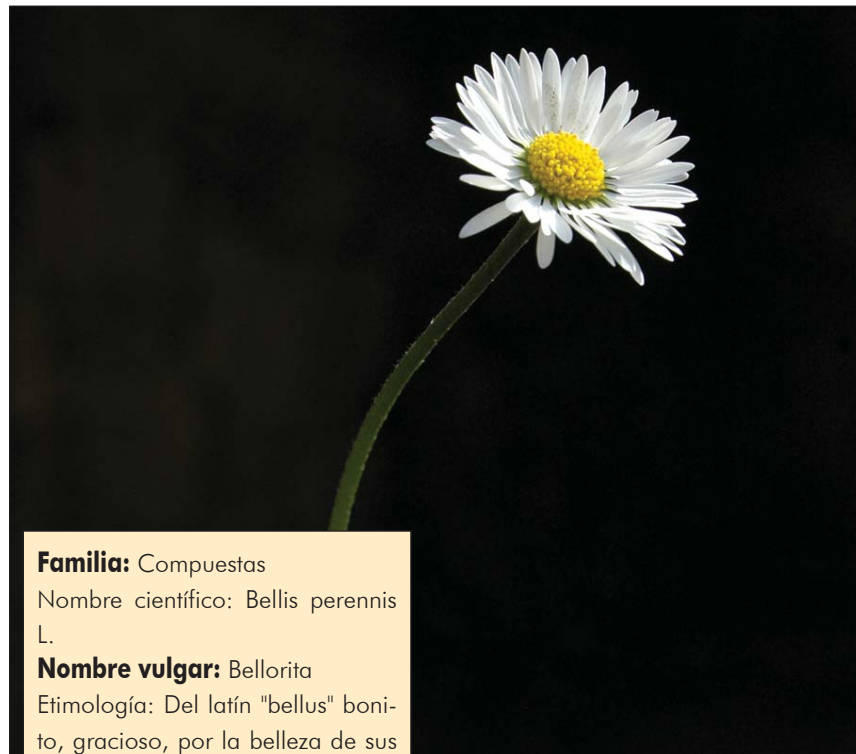 Familia: Compuestas
Nombre científico: Bellis perennis
L.
Nombre vulgar: Bellorita
Etimología: Del latín "bellus" boni-
to, gracioso, por la belleza de sus